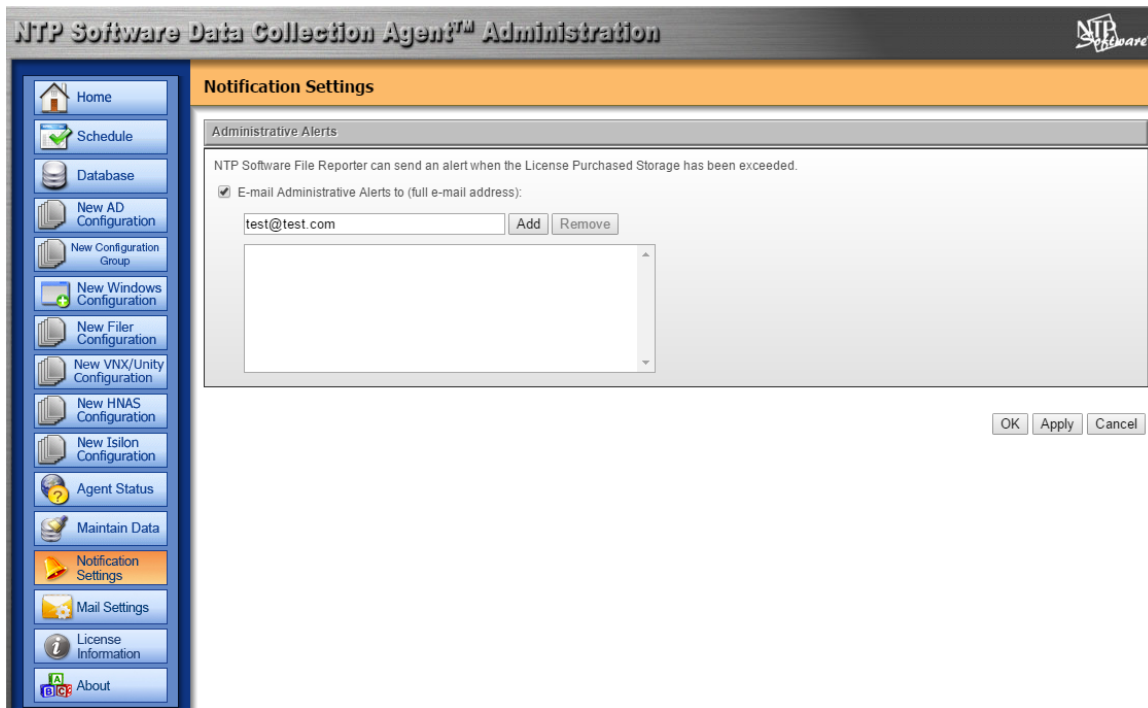 NTP Software Data Collection Agent™ Administration
NTP
Software
Home
Schedule
Database
New AD
Configuration
New Configuration
Group
New Windows
Configuration
New Filer
Configuration
New VNX/Unity
Configuration
New HNAS
Configuration
New Isilon
Configuration
Agent Status
Maintain Data
Notification
Settings
Mail Settings
License
Information
A
B C
About
Notification Settings
Administrative Alerts
NTP Software File Reporter can send an alert when the License Purchased Storage has been exceeded.
E-mail Administrative Alerts to (full e-mail address):
test@test.com Add Remove
OK Apply Cancel